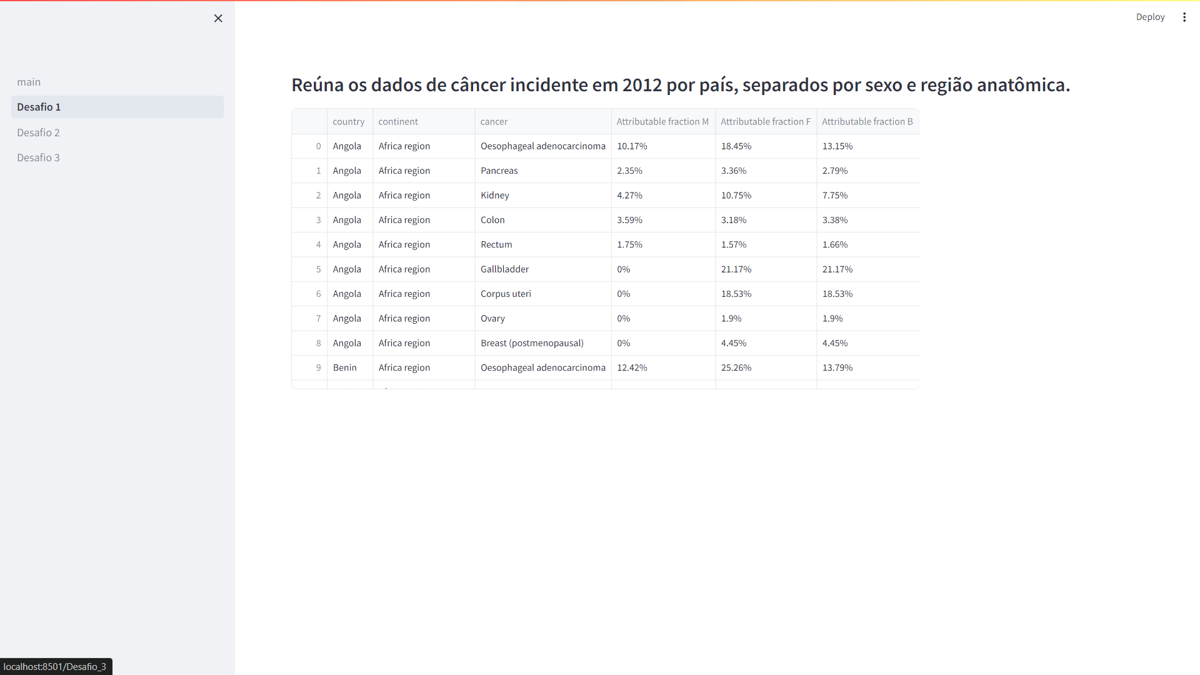 Deploy
main
Desafio 1
Desafio 2
Desafio 3
Reúna os dados de câncer incidente em 2012 por país, separados por sexo e região anatômica.
country continent cancer Attributable fraction M Attributable fraction F Attributable fraction B
0 Angola Africa region Oesophageal adenocarcinoma 10.17% 18.45% 13.15%
1 Angola Africa region Pancreas 2.35% 3.36% 2.79%
2 Angola Africa region Kidney 4.27% 10.75% 7.75%
3 Angola Africa region Colon 3.59% 3.18% 3.38%
4 Angola Africa region Rectum 1.75% 1.57% 1.66%
5 Angola Africa region Gallbladder 0% 21.17% 21.17%
6 Angola Africa region Corpus uteri 0% 18.53% 18.53%
7 Angola Africa region Ovary 0% 1.9% 1.9%
8 Angola Africa region Breast (postmenopausal) 0% 4.45% 4.45%
9 Benin Africa region Oesophageal adenocarcinoma 12.42% 25.26% 13.79%
localhost:8501/Desafio_3